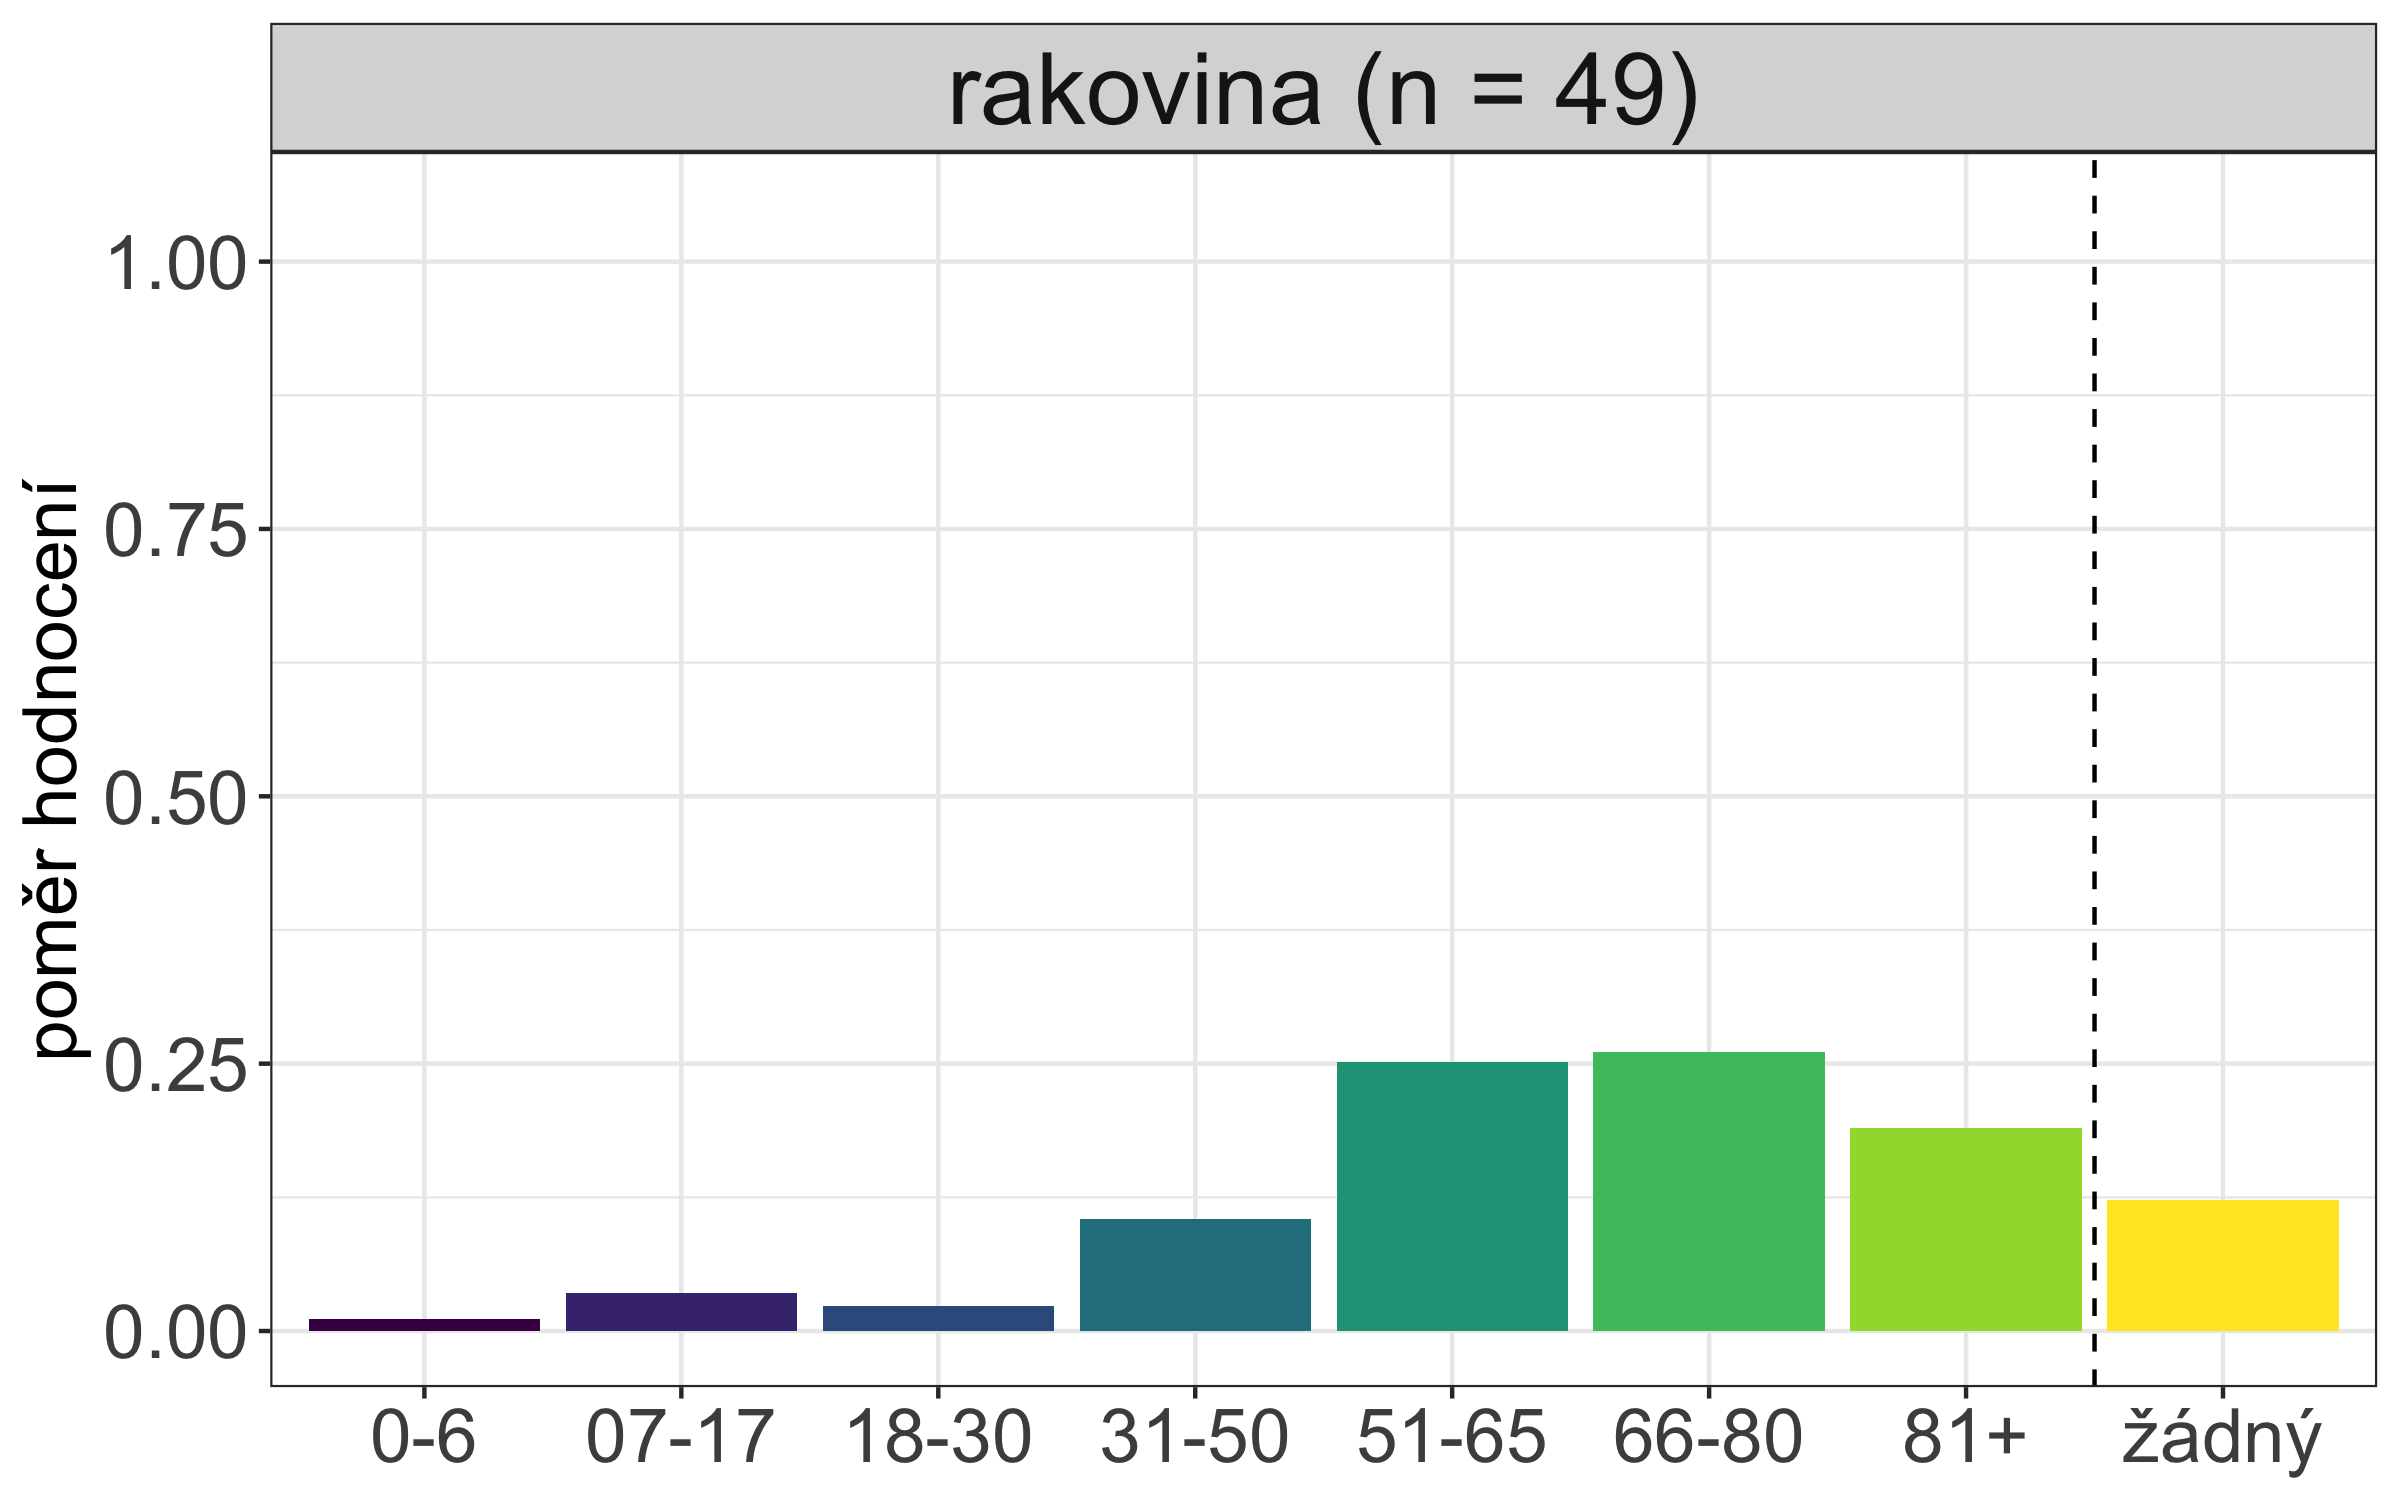 rakovina (n = 49)
poměr hodnocení
1.00
0.75
0.50
0.25
0.00
0-6 07-17 18-30 31-50 51-65 66-80 81+ žádný